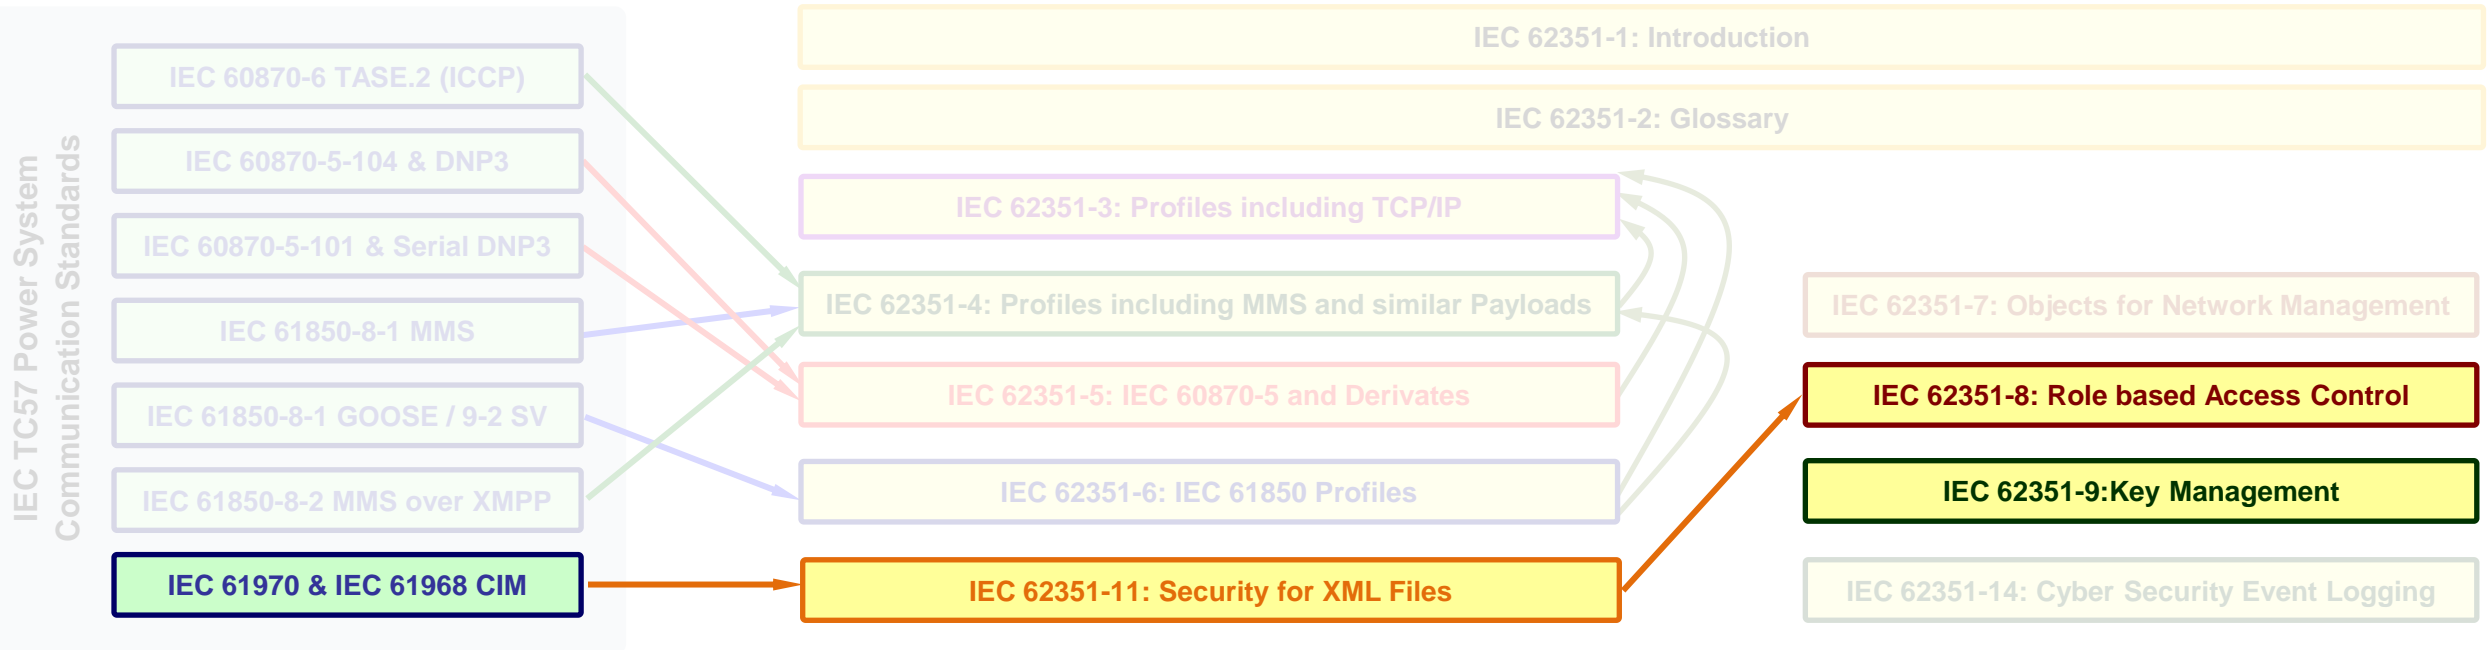 IEC TC57 Power System
Communication Standards
IEC 60870-6 TASE.2 (ICCP)
IEC 60870-5-104 & DNP3
IEC 60870-5-101 & Serial DNP3
IEC 61850-8-1 MMS
IEC 61850-8-1 GOOSE / 9-2 SV
IEC 61850-8-2 MMS over XMPP
IEC 61970 & IEC 61968 CIM
IEC 62351-1: Introduction
IEC 62351-2: Glossary
IEC 62351-3: Profiles including TCP/IP
IEC 62351-4: Profiles including MMS and similar Payloads
IEC 62351-5: IEC 60870-5 and Derivates
IEC 62351-6: IEC 61850 Profiles
IEC 62351-11: Security for XML Files
IEC 62351-7: Objects for Network Management
IEC 62351-8: Role based Access Control
IEC 62351-9:Key Management
IEC 62351-14: Cyber Security Event Logging